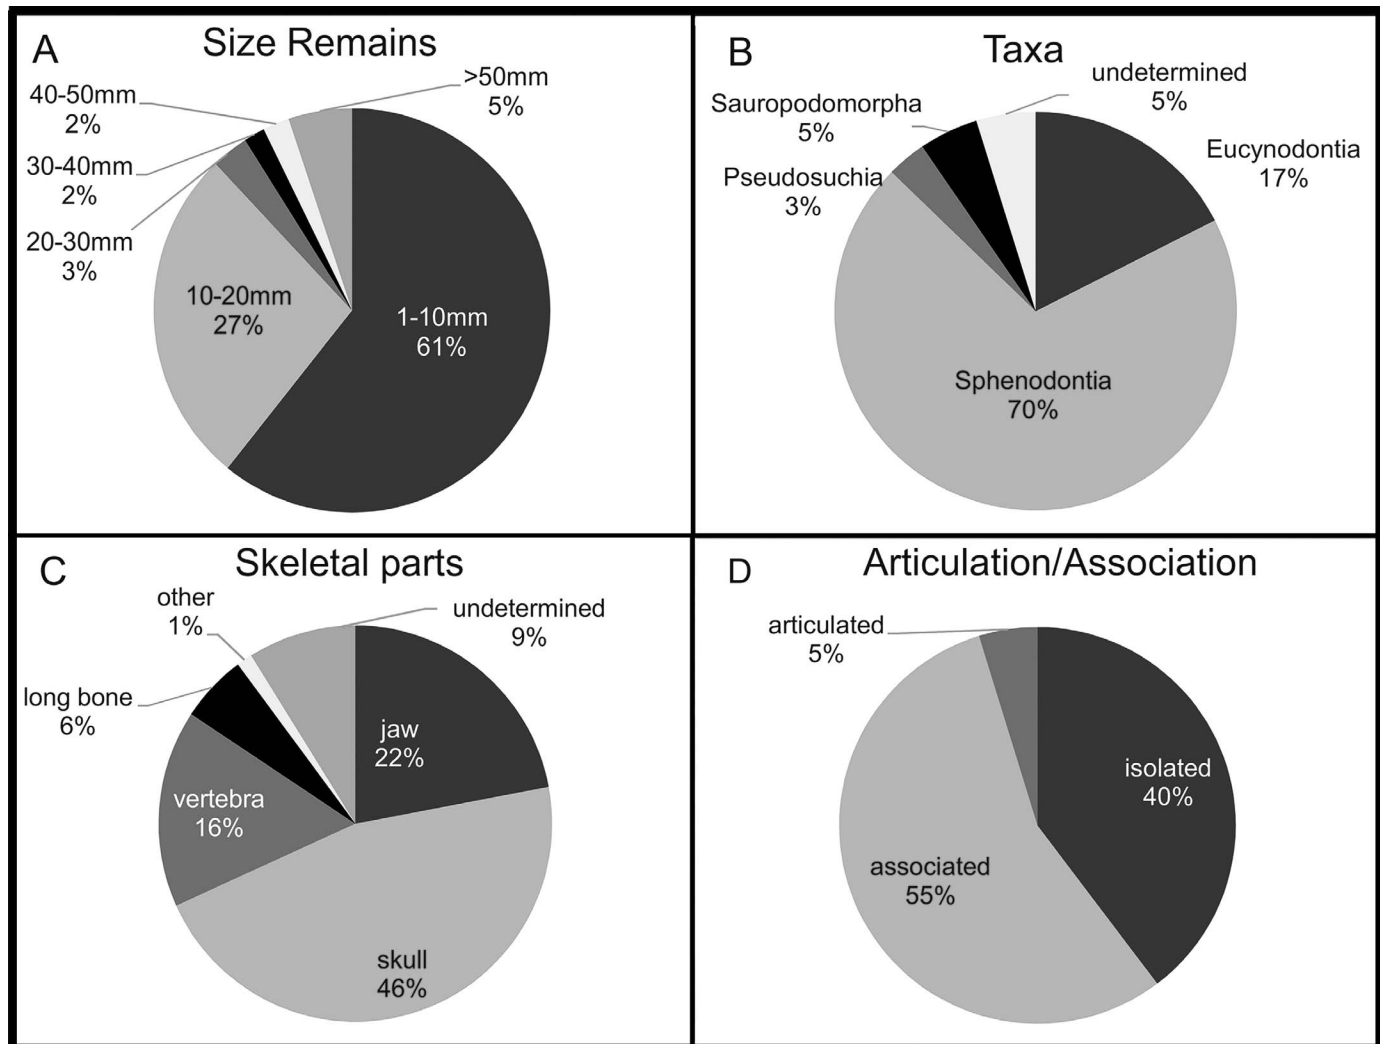 A
Size Remains
>50mm
5%
40-50mm
2%
30-40mm
2%
20-30mm
3%
10-20mm
27%
1-10mm
61%
B
Taxa
undetermined
5%
Sauropodomorpha
5%
Eucynodontia
17%
Pseudosuchia
3%
Sphenodontia
70%
C
Skeletal parts
other
1%
undetermined
9%
long bone
6%
jaw
22%
vertebra
16%
skull
46%
D
Articulation/Association
articulated
5%
isolated
40%
associated
55%